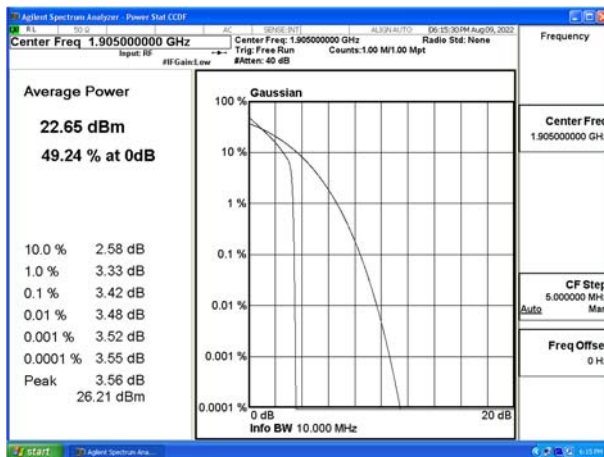 Agilent Spectrum Analyzer - Power Stat CCDF
RL 50 Ω AC SENSE:INT ALIGN AUTO 06:15:30 PM Aug 09, 2022
Center Freq 1.905000000 GHz
Center Freq: 1.905000000 GHz Radio Std: None
Input: RF
Trig: Free Run Counts:1.00 M/1.00 Mpt
#IFGain:Low
#Atten: 40 dB
Frequency
Average Power
22.65 dBm
49.24 % at 0dB
10.0 % 2.58 dB
1.0 % 3.33 dB
0.1 % 3.42 dB
0.01 % 3.48 dB
0.001 % 3.52 dB
0.0001 % 3.55 dB
Peak 3.56 dB
26.21 dBm
Gaussian
100 %
10 %
1 %
0.1 %
0.01 %
0.001 %
0.0001 %
0 dB 20 dB
Info BW 10.000 MHz
Center Freq
1.905000000 GHz
CF Step
5.000000 MHz
Auto Man
Freq Offset
0 Hz
start
Agilent Spectrum Ana...
6:15 PM